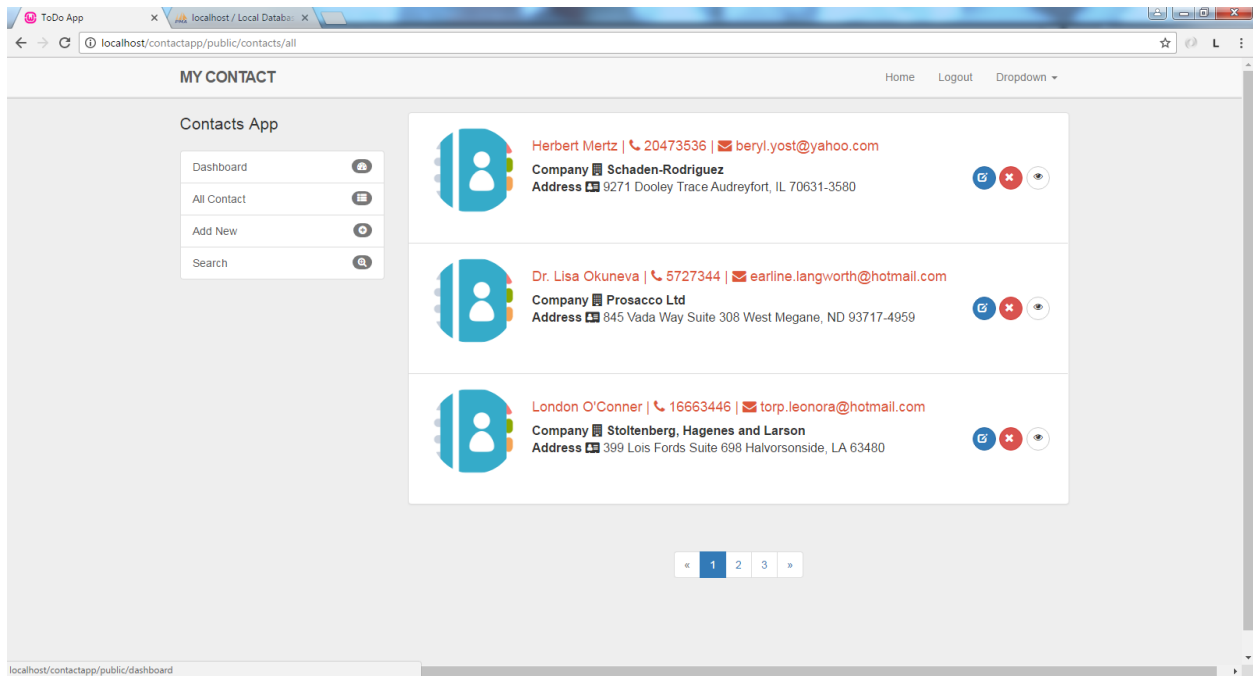 ToDo App
localhost / Local Databa
localhost/contactapp/public/contacts/all
L
MY CONTACT
Home Logout Dropdown
Contacts App
Dashboard
All Contact
Add New
Search
Herbert Mertz | 20473536 | beryl.yost@yahoo.com
Company Schaden-Rodriguez
Address 9271 Dooley Trace Audreyfort, IL 70631-3580
Dr. Lisa Okuneva | 5727344 | earline.langworth@hotmail.com
Company Prosacco Ltd
Address 845 Vada Way Suite 308 West Megane, ND 93717-4959
London O'Conner | 16663446 | torp.leonora@hotmail.com
Company Stoltenberg, Hagenes and Larson
Address 399 Lois Fords Suite 698 Halvorsonside, LA 63480
« 1 2 3 »
localhost/contactapp/public/dashboard